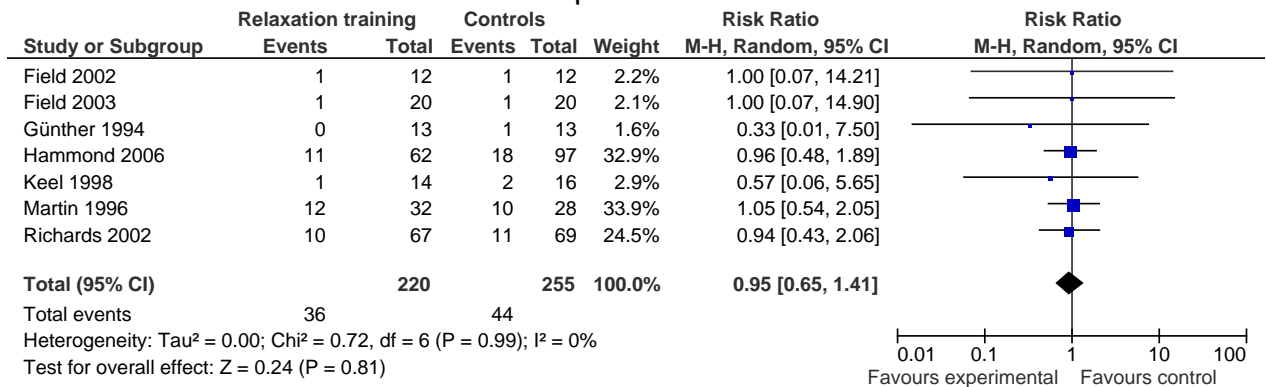 Relaxation training Controls Risk Ratio Risk Ratio
Study or Subgroup Events Total Events Total Weight M-H, Random, 95% CI M-H, Random, 95% CI
Field 2002 1 12 1 12 2.2% 1.00 [0.07, 14.21]
Field 2003 1 20 1 20 2.1% 1.00 [0.07, 14.90]
Günther 1994 0 13 1 13 1.6% 0.33 [0.01, 7.50]
Hammond 2006 11 62 18 97 32.9% 0.96 [0.48, 1.89]
Keel 1998 1 14 2 16 2.9% 0.57 [0.06, 5.65]
Martin 1996 12 32 10 28 33.9% 1.05 [0.54, 2.05]
Richards 2002 10 67 11 69 24.5% 0.94 [0.43, 2.06]
Total (95% CI) 220 255 100.0% 0.95 [0.65, 1.41]
Total events 36 44
Heterogeneity: Tau² = 0.00; Chi² = 0.72, df = 6 (P = 0.99); I² = 0%
Test for overall effect: Z = 0.24 (P = 0.81)
0.01 0.1 1 10 100
Favours experimental Favours control